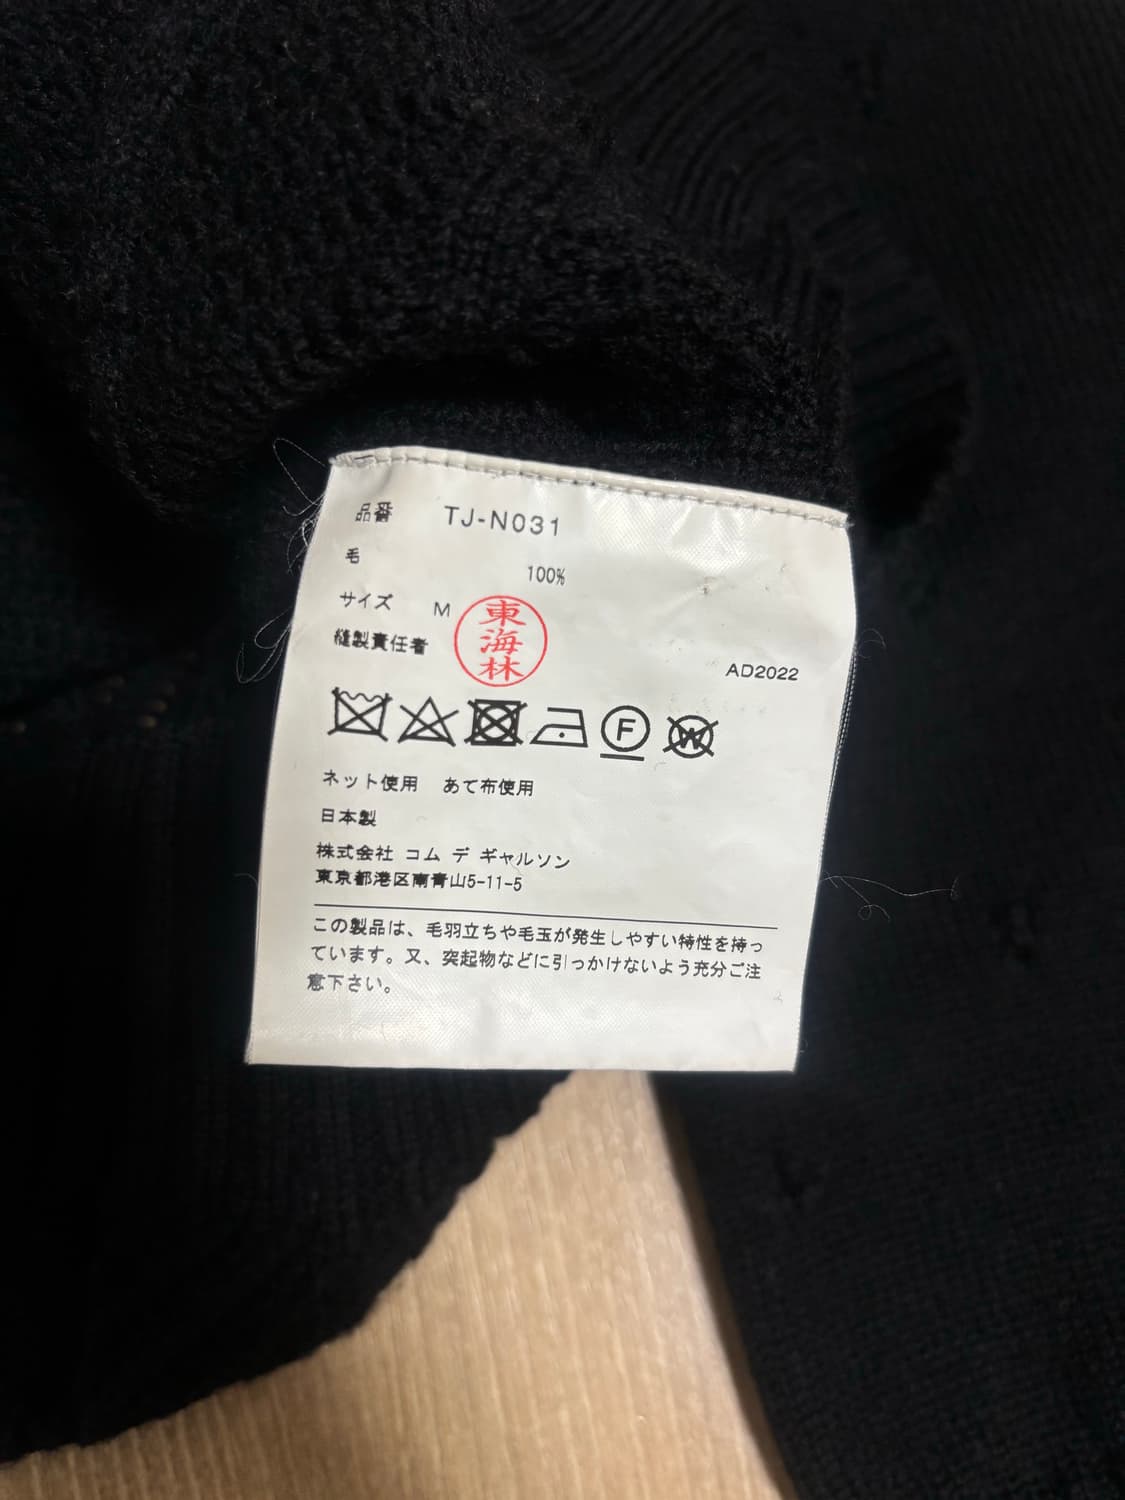 品番 TJ-N031
毛 100%
サイズ M
縫製責任者 東海林
AD2022
F W
ネット使用 あて布使用
日本製
株式会社 コム デ ギャルソン
東京都港区南青山5-11-5
この製品は、毛羽立ちや毛玉が発生しやすい特性を持っ
ています。又、突起物などに引っかけないよう充分ご注
意下さい。